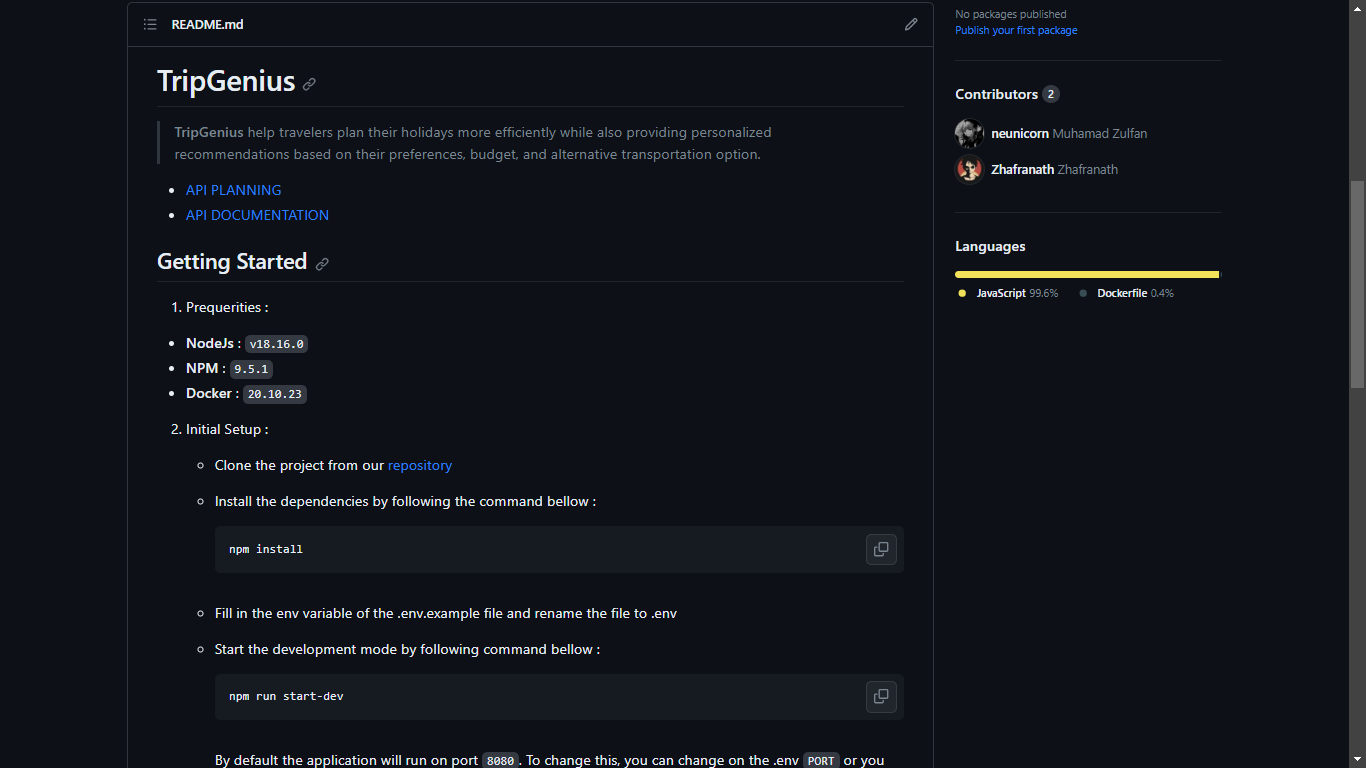 README.md
TripGenius
TripGenius help travelers plan their holidays more efficiently while also providing personalized
recommendations based on their preferences, budget, and alternative transportation option.
API PLANNING
API DOCUMENTATION
Getting Started
1. Prequerities :
NodeJs : v18.16.0
NPM : 9.5.1
Docker : 20.10.23
2. Initial Setup :
Clone the project from our repository
Install the dependencies by following the command bellow :
npm install
Fill in the env variable of the .env.example file and rename the file to .env
Start the development mode by following command bellow :
npm run start-dev
By default the application will run on port 8080. To change this, you can change on the .env PORT or you
No packages published
Publish your first package
Contributors 2
neunicorn Muhamad Zulfan
Zhafranath Zhafranath
Languages
JavaScript 99.6% Dockerfile 0.4%